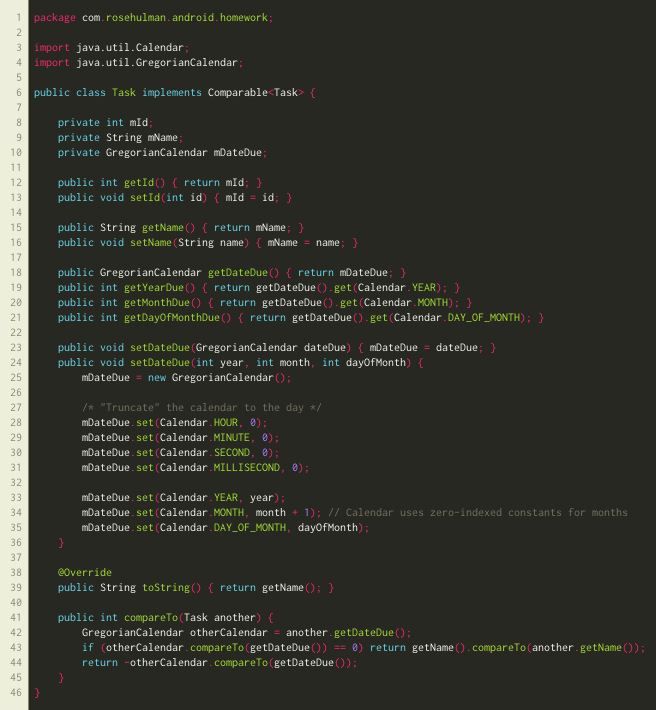 1 package com.rosehulman.android.homework;
2
3 import java.util.Calendar;
4 import java.util.GregorianCalendar;
5
6 public class Task implements Comparable<Task> {
7
8 private int mId;
9 private String mName;
10 private GregorianCalendar mDateDue;
11
12 public int getId() { return mId; }
13 public void setId(int id) { mId = id; }
14
15 public String getName() { return mName; }
16 public void setName(String name) { mName = name; }
17
18 public GregorianCalendar getDateDue() { return mDateDue; }
19 public int getYearDue() { return getDateDue().get(Calendar.YEAR); }
20 public int getMonthDue() { return getDateDue().get(Calendar.MONTH); }
21 public int getDayOfMonthDue() { return getDateDue().get(Calendar.DAY_OF_MONTH); }
22
23 public void setDateDue(GregorianCalendar dateDue) { mDateDue = dateDue; }
24 public void setDateDue(int year, int month, int dayOfMonth) {
25 mDateDue = new GregorianCalendar();
26
27 /* "Truncate" the calendar to the day */
28 mDateDue.set(Calendar.HOUR, 0);
29 mDateDue.set(Calendar.MINUTE, 0);
30 mDateDue.set(Calendar.SECOND, 0);
31 mDateDue.set(Calendar.MILLISECOND, 0);
32
33 mDateDue.set(Calendar.YEAR, year);
34 mDateDue.set(Calendar.MONTH, month + 1); // Calendar uses zero-indexed constants for months
35 mDateDue.set(Calendar.DAY_OF_MONTH, dayOfMonth);
36 }
37
38 @Override
39 public String toString() { return getName(); }
40
41 public int compareTo(Task another) {
42 GregorianCalendar otherCalendar = another.getDateDue();
43 if (otherCalendar.compareTo(getDateDue()) == 0) return getName().compareTo(another.getName());
44 return -otherCalendar.compareTo(getDateDue());
45 }
46 }